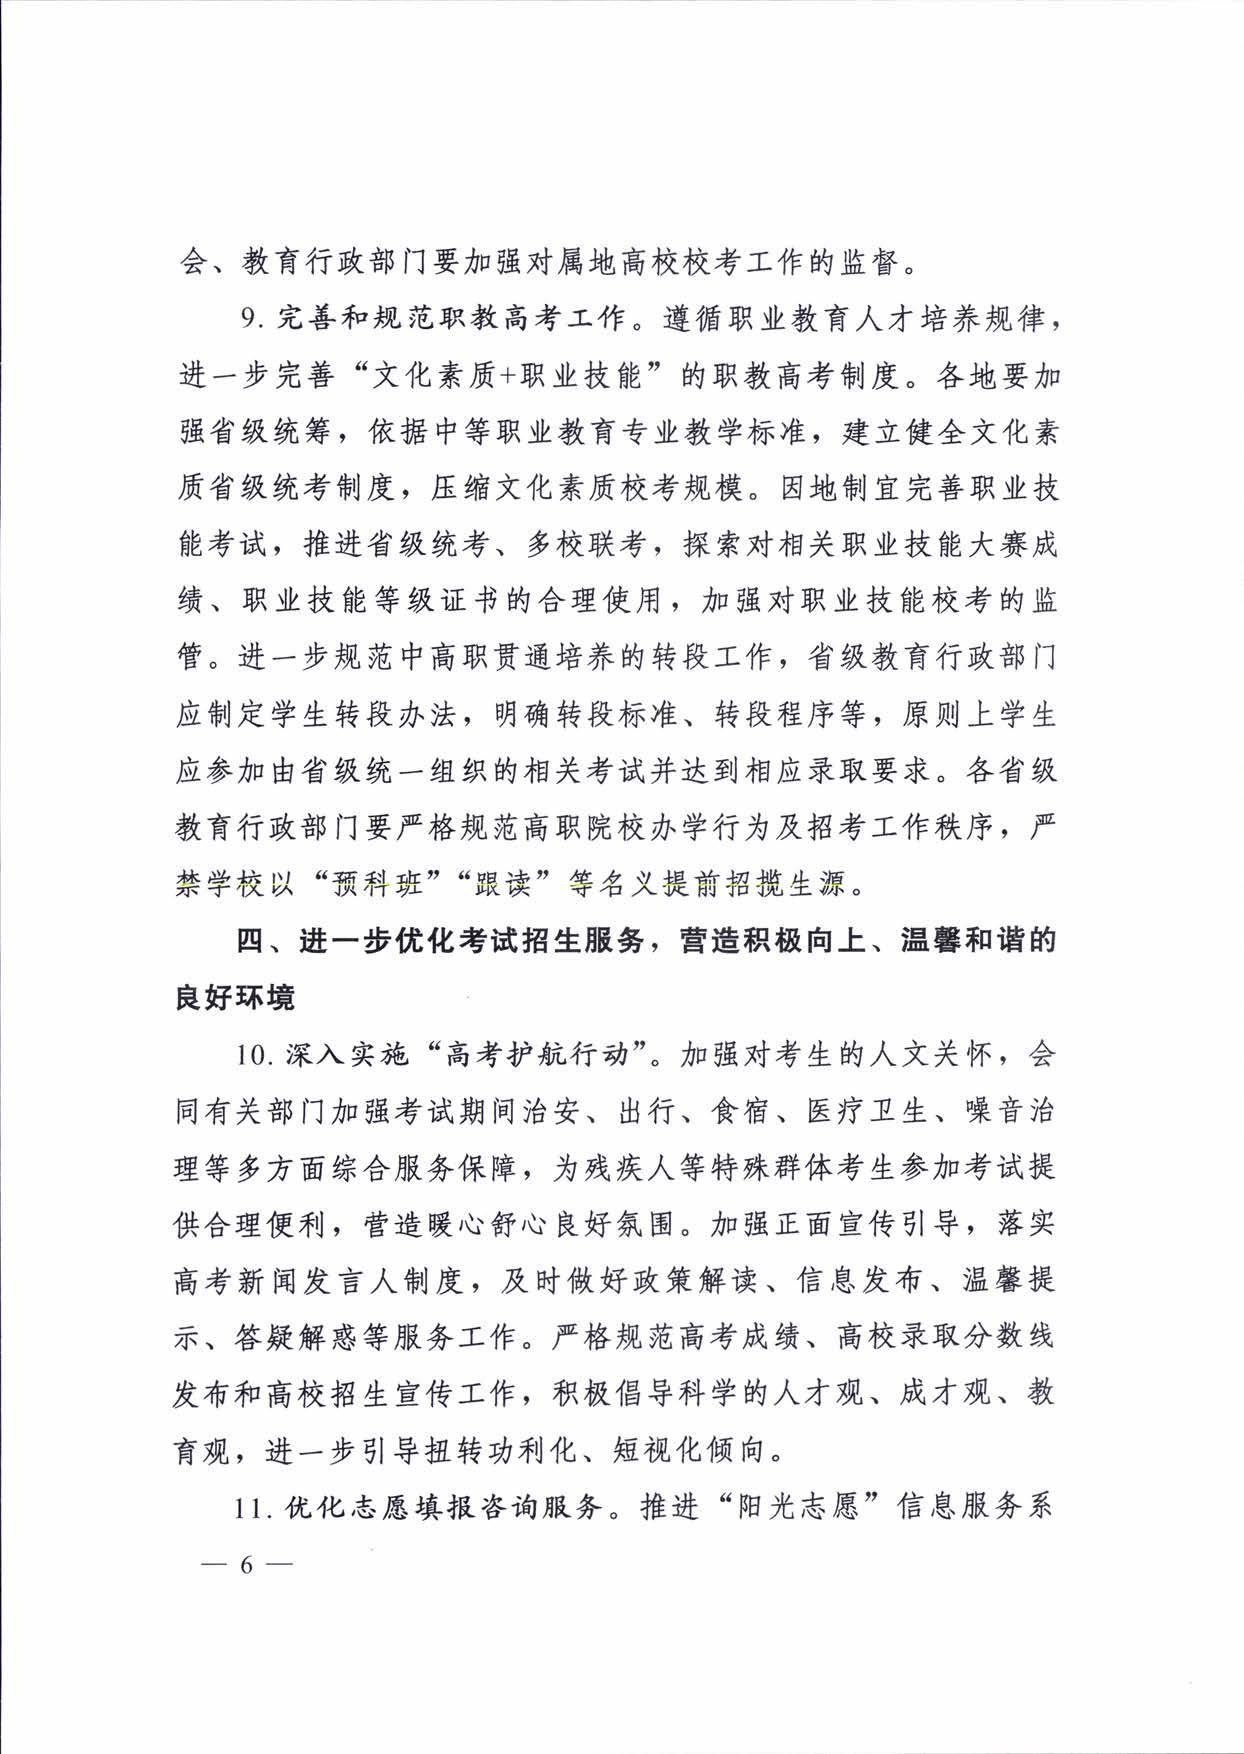 会、教育行政部门要加强对属地高校校考工作的监督。
9. 完善和规范职教高考工作。遵循职业教育人才培养规律，
进一步完善“文化素质+职业技能”的职教高考制度。各地要加
强省级统筹，依据中等职业教育专业教学标准，建立健全文化素
质省级统考制度，压缩文化素质校考规模。因地制宜完善职业技
能考试，推进省级统考、多校联考，探索对相关职业技能大赛成
绩、职业技能等级证书的合理使用，加强对职业技能校考的监
管。进一步规范中高职贯通培养的转段工作，省级教育行政部门
应制定学生转段办法，明确转段标准、转段程序等，原则上学生
应参加由省级统一组织的相关考试并达到相应录取要求。各省级
教育行政部门要严格规范高职院校办学行为及招考工作秩序，严
禁学校以“预科班”“跟读”等名义提前招揽生源。
四、进一步优化考试招生服务，营造积极向上、温馨和谐的
良好环境
10. 深入实施“高考护航行动”。加强对考生的人文关怀，会
同有关部门加强考试期间治安、出行、食宿、医疗卫生、噪音治
理等多方面综合服务保障，为残疾人等特殊群体考生参加考试提
供合理便利，营造暖心舒心良好氛围。加强正面宣传引导，落实
高考新闻发言人制度，及时做好政策解读、信息发布、温馨提
示、答疑解惑等服务工作。严格规范高考成绩、高校录取分数线
发布和高校招生宣传工作，积极倡导科学的人才观、成才观、教
育观，进一步引导扭转功利化、短视化倾向。
11. 优化志愿填报咨询服务。推进“阳光志愿”信息服务系
— 6 —